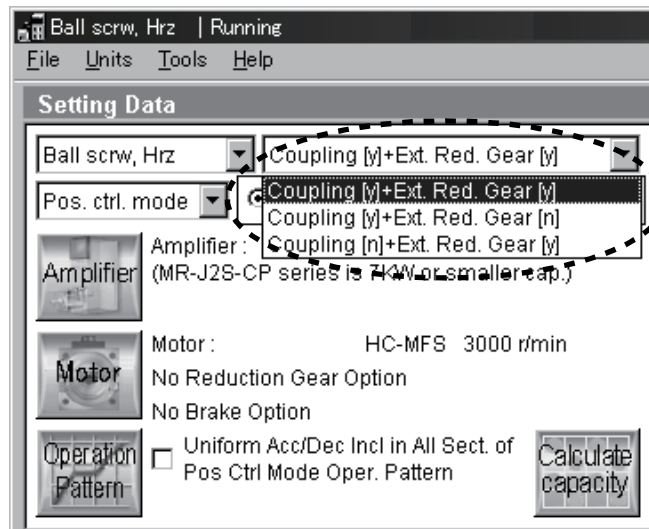 Ball scrw, Hrz | Running
File Units Tools Help
Setting Data
Ball scrw, Hrz Coupling [y]+Ext. Red. Gear [y]
Pos. ctrl. mode Coupling [y]+Ext. Red. Gear [y]
Coupling [y]+Ext. Red. Gear [n]
Coupling [n]+Ext. Red. Gear [y]
Amplifier Amplifier :
(MR-J2S-CP series is 7KW or smaller cap.)
Motor Motor : HC-MFS 3000 r/min
No Reduction Gear Option
No Brake Option
Operation Pattern Uniform Acc/Dec Incl in All Sect. of
Pos Ctrl Mode Oper. Pattern
Calculate
capacity